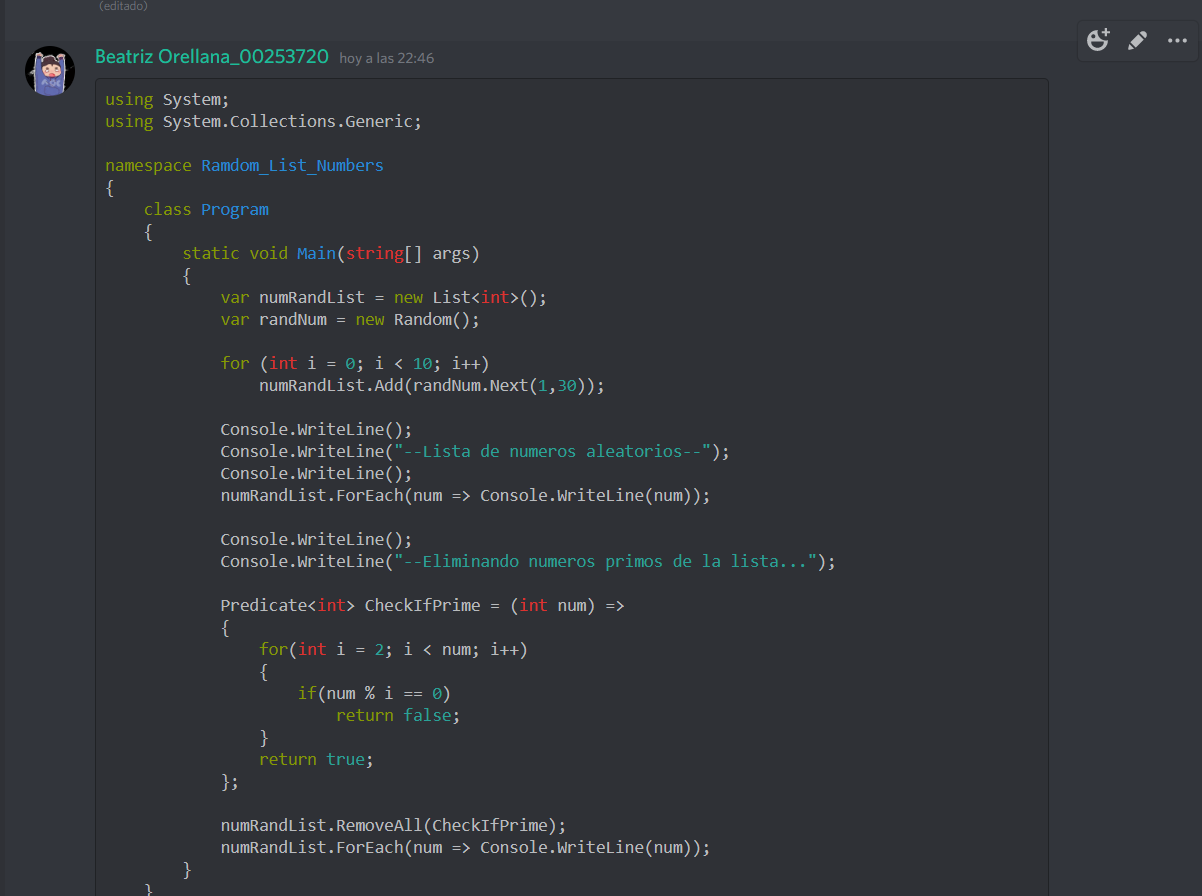 (editado)
Beatriz Orellana_00253720 hoy a las 22:46
using System;
using System.Collections.Generic;

namespace Ramdom_List_Numbers
{
    class Program
    {
        static void Main(string[] args)
        {
            var numRandList = new List<int>();
            var randNum = new Random();

            for (int i = 0; i < 10; i++)
                numRandList.Add(randNum.Next(1,30));

            Console.WriteLine();
            Console.WriteLine("--Lista de numeros aleatorios--");
            Console.WriteLine();
            numRandList.ForEach(num => Console.WriteLine(num));

            Console.WriteLine();
            Console.WriteLine("--Eliminando numeros primos de la lista...");

            Predicate<int> CheckIfPrime = (int num) =>
            {
                for(int i = 2; i < num; i++)
                {
                    if(num % i == 0)
                        return false;
                }
                return true;
            };

            numRandList.RemoveAll(CheckIfPrime);
            numRandList.ForEach(num => Console.WriteLine(num));
        }
    }